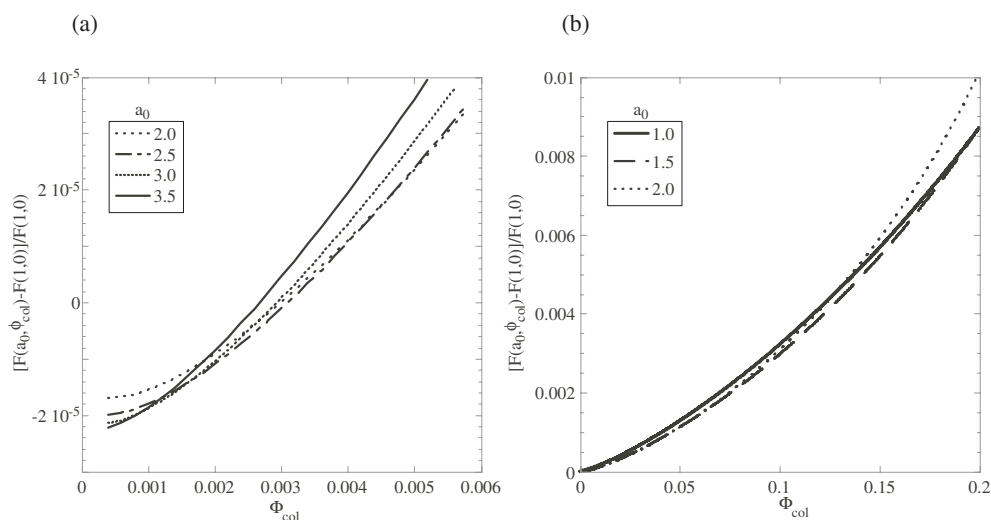 (a)
(b)
[F(a₀,ϕcol)-F(1,0)]/F(1,0)
4 10⁻⁵
2 10⁻⁵
0
-2 10⁻⁵
a₀
2.0
2.5
3.0
3.5
0 0.001 0.002 0.003 0.004 0.005 0.006
Φcol
[F(a₀,ϕcol)-F(1,0)]/F(1,0)
0.01
0.008
0.006
0.004
0.002
0
a₀
1.0
1.5
2.0
0 0.05 0.1 0.15 0.2
Φcol